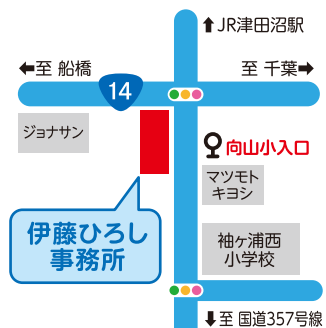 ⬆JR津田沼駅
⬅至 船橋
至 千葉➡
14
ジョナサン
向山小入口
マツモト
キヨシ
伊藤ひろし
事務所
袖ヶ浦西
小学校
⬇至 国道357号線